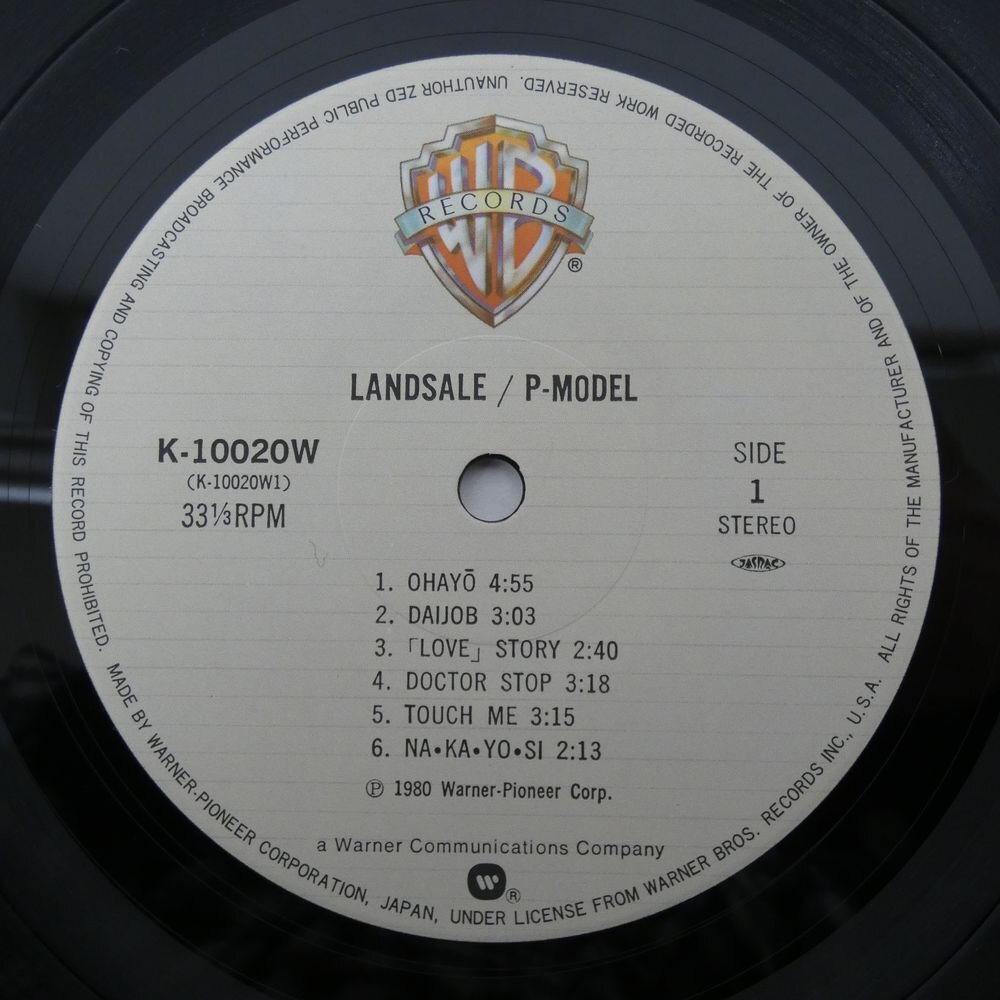 WB
RECORDS
®
LANDSALE / P-MODEL
K-10020W
(K-10020W1)
33⅓RPM
SIDE
1
STEREO
JASRAC
1. OHAYŌ 4:55
2. DAIJOB 3:03
3. 「LOVE」 STORY 2:40
4. DOCTOR STOP 3:18
5. TOUCH ME 3:15
6. NA•KA•YO•SI 2:13
Ⓟ 1980 Warner-Pioneer Corp.
a Warner Communications Company
®
MADE BY WARNER-PIONEER CORPORATION, JAPAN, UNDER LICENSE FROM WARNER BROS. RECORDS INC., U.S.A. ALL RIGHTS OF THE MANUFACTURER AND OF THE OWNER OF THE RECORDED WORK RESERVED. UNAUTHOR ZED PUBLIC PERFORMANCE BROADCASTING AND COPYING OF THIS RECORD PROHIBITED.